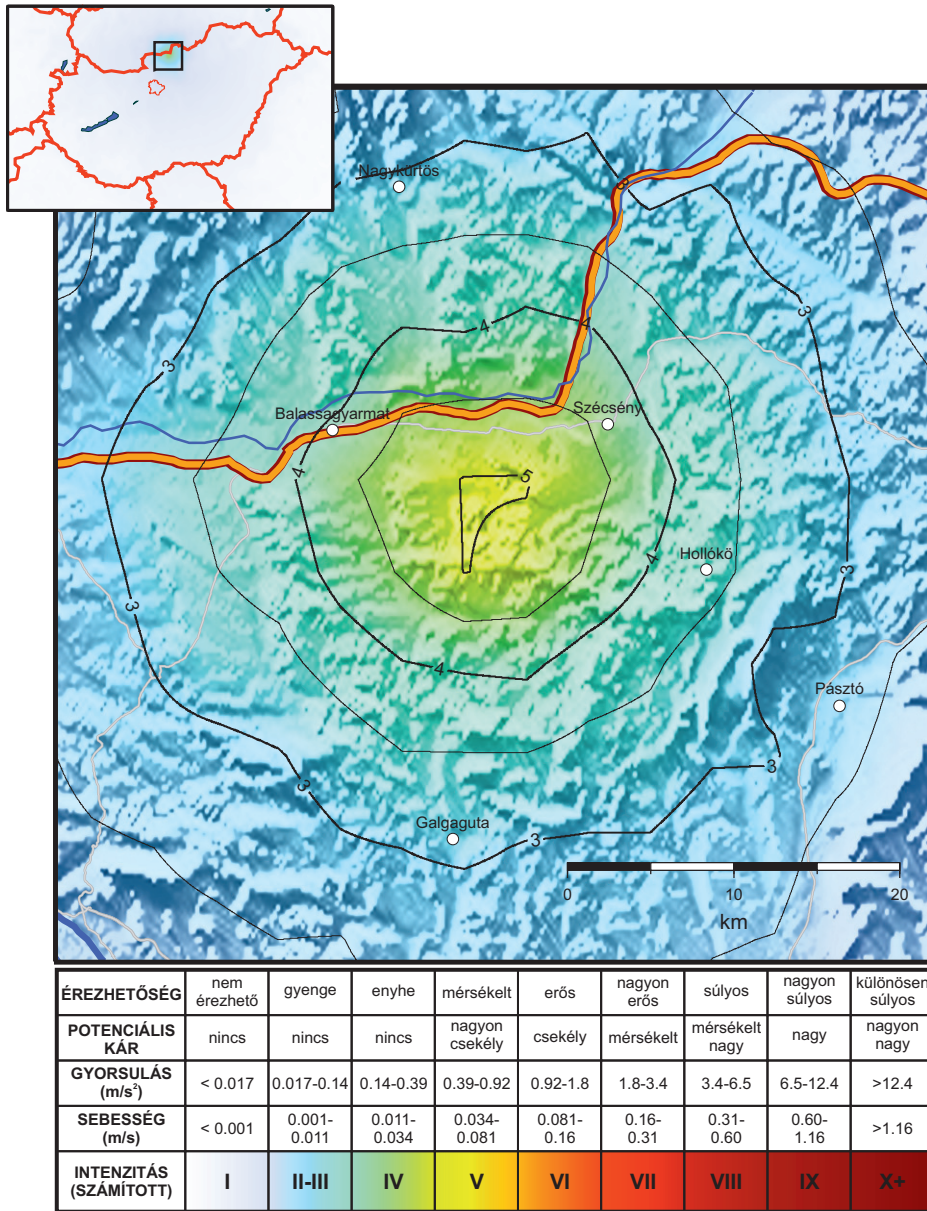 Nagykürtös
3
3
3
4
4
Balassagyarmat
Szécsény
4
5
Hollókö
4
3
3
4
Pásztó
3
3
Galgaguta
3
0 10 20
km
ÉREZHETŐSÉG nem érezhető gyenge enyhe mérsékelt erős nagyon erős súlyos nagyon súlyos különösen súlyos
POTENCIÁLIS KÁR nincs nincs nincs nagyon csekély csekély mérsékelt mérsékelt nagy nagy nagyon nagy
GYORSULÁS (m/s²) < 0.017 0.017-0.14 0.14-0.39 0.39-0.92 0.92-1.8 1.8-3.4 3.4-6.5 6.5-12.4 >12.4
SEBESSÉG (m/s) < 0.001 0.001-0.011 0.011-0.034 0.034-0.081 0.081-0.16 0.16-0.31 0.31-0.60 0.60-1.16 >1.16
INTENZITÁS (SZÁMÍTOTT) I II-III IV V VI VII VIII IX X+